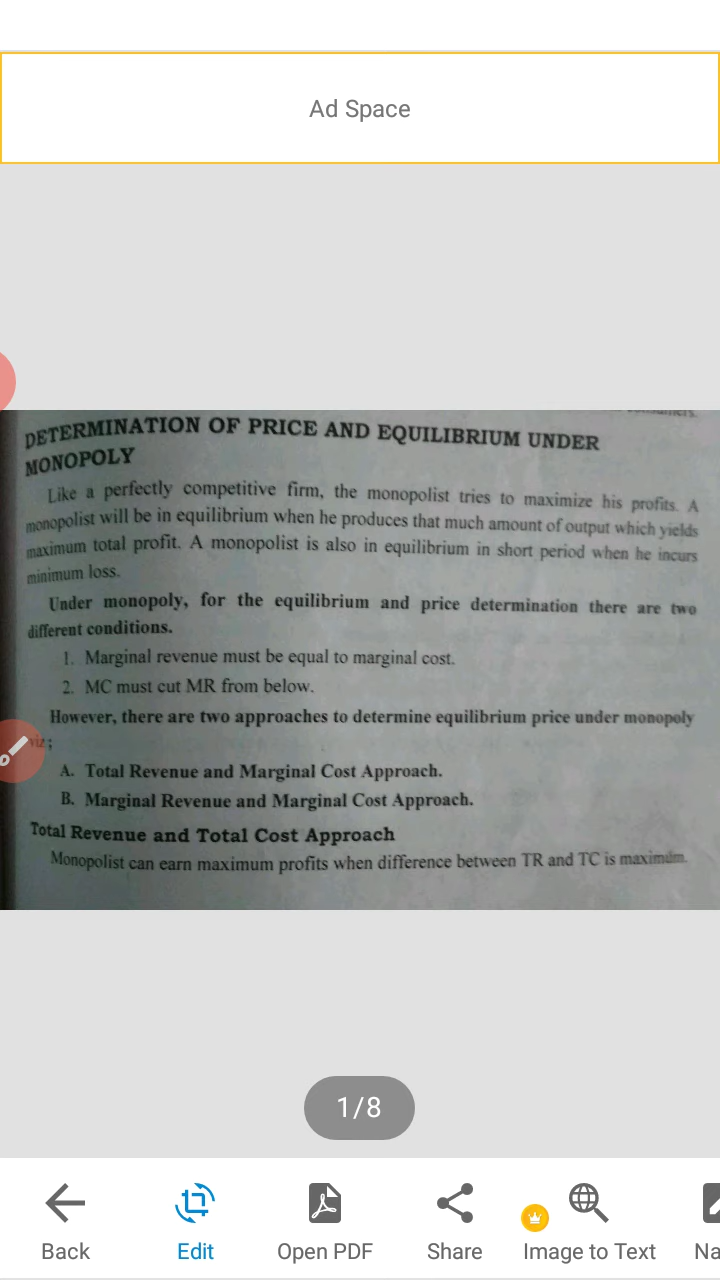 Ad Space
DETERMINATION OF PRICE AND EQUILIBRIUM UNDER
MONOPOLY
Like a perfectly competitive firm, the monopolist tries to maximize his profits. A
monopolist will be in equilibrium when he produces that much amount of output which yields
maximum total profit. A monopolist is also in equilibrium in short period when he incurs
minimum loss.
Under monopoly, for the equilibrium and price determination there are two
different conditions.
1. Marginal revenue must be equal to marginal cost.
2. MC must cut MR from below.
However, there are two approaches to determine equilibrium price under monopoly
viz ;
A. Total Revenue and Marginal Cost Approach.
B. Marginal Revenue and Marginal Cost Approach.
Total Revenue and Total Cost Approach
Monopolist can earn maximum profits when difference between TR and TC is maximum.
1/8
Back
Edit
Open PDF
Share
Image to Text